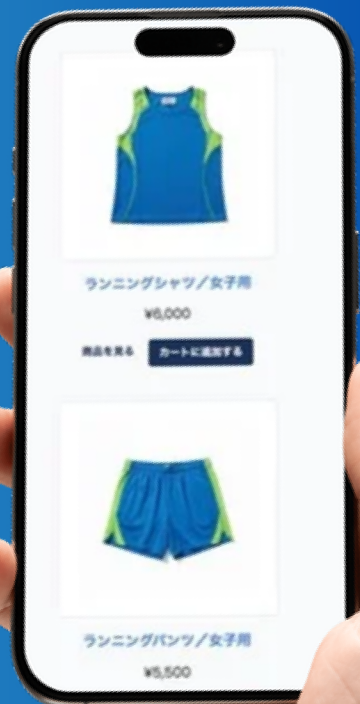 ランニングシャツ／女子用
¥6,000
商品を見る カートに追加する
ランニングパンツ／女子用
¥5,500